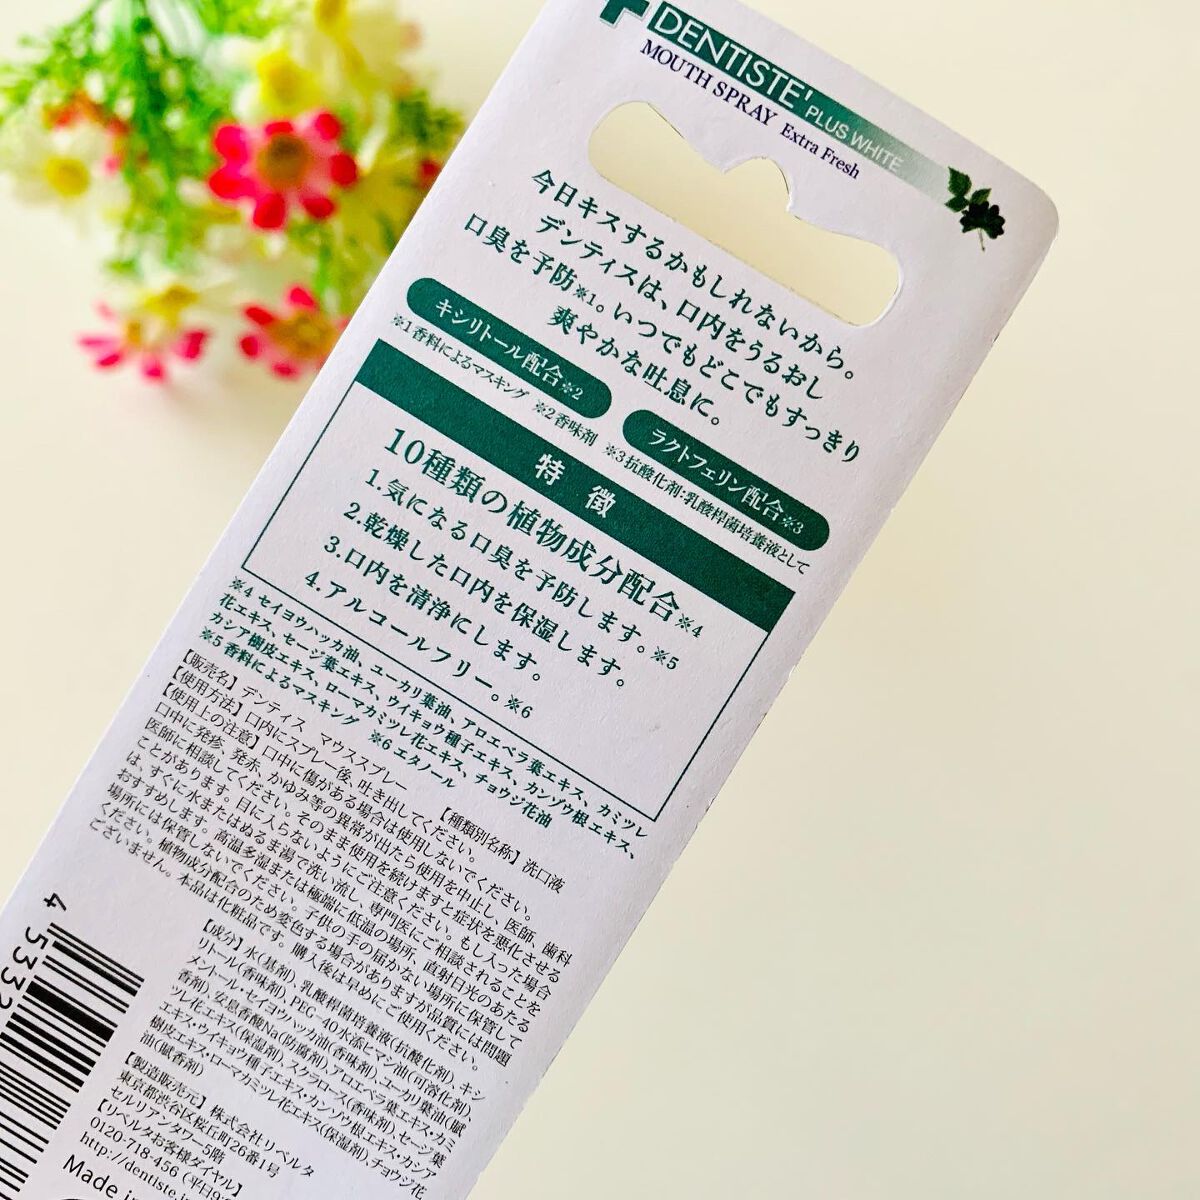 DENTISTE' PLUS WHITE
MOUTH SPRAY Extra Fresh
今日キスするかもしれないから。
デンティスは、口内をうるおし
口臭を予防※1。いつでもどこでもすっきり
爽やかな吐息に。
キシリトール配合※2
ラクトフェリン配合※3
※1香料によるマスキング ※2香味剤 ※3抗酸化剤：乳酸桿菌培養液として
特徴
10種類の植物成分配合※4
1.気になる口臭を予防します。※5
2.乾燥した口内を保湿します。
3.口内を清浄にします。
4.アルコールフリー。※6
※4 セイヨウハッカ油、ユーカリ葉油、アロエベラ葉エキス、カミツレ
花エキス、セージ葉エキス、ウイキョウ種子エキス、カンゾウ根エキス、
カシア樹皮エキス、ローマカミツレ花エキス、チョウジ花油
※5 香料によるマスキング ※6 エタノール
【販売名】デンティス マウススプレー 【種類別名称】洗口液
【使用方法】口内にスプレー後、吐き出してください。
【使用上の注意】口中に傷がある場合は使用しないでください。
口中に発疹、発赤、かゆみ等の異常が出たら使用を中止し、医師、歯科
医師に相談してください。そのまま使用を続けますと症状を悪化させる
ことがあります。目に入らないようにご注意ください。もし入った場合
は、すぐに水またはぬるま湯で洗い流し、専門医にご相談されることを
おすすめします。高温多湿または極端に低温の場所、直射日光のあたる
場所には保管しないでください。子供の手の届かない場所に保管して
ください。植物成分配合のため変色する場合がありますが品質には問題
ございません。本品は化粧品です。購入後は早めにご使用ください。
【成分】水(基剤)、乳酸桿菌培養液(抗酸化剤)、キシ
リトール(香味剤)、PEG-40水添ヒマシ油(可溶化剤)、
メントール・セイヨウハッカ油(香味剤)、ユーカリ葉油(賦
香剤)、安息香酸Na(防腐剤)、アロエベラ葉エキス・カミ
ツレ花エキス(保湿剤)、スクラロース(香味剤)、セージ葉
エキス・ウイキョウ種子エキス・カンゾウ根エキス・カシア
樹皮エキス・ローマカミツレ花エキス(保湿剤)、チョウジ花
油(賦香剤)
【製造販売元】株式会社リベルタ
東京都渋谷区桜丘町26番1号
セルリアンタワー5階
【リベルタお客様ダイヤル】
0120-718-456 (平日9:
http://dentiste.j
Made in
4 5332